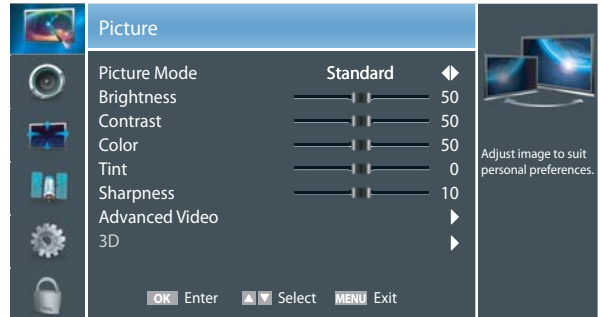 Picture
Picture Mode Standard
Brightness 50
Contrast 50
Color 50
Tint 0
Sharpness 10
Advanced Video
3D
OK Enter ▲▼ Select MENU Exit
Adjust image to suit
personal preferences.